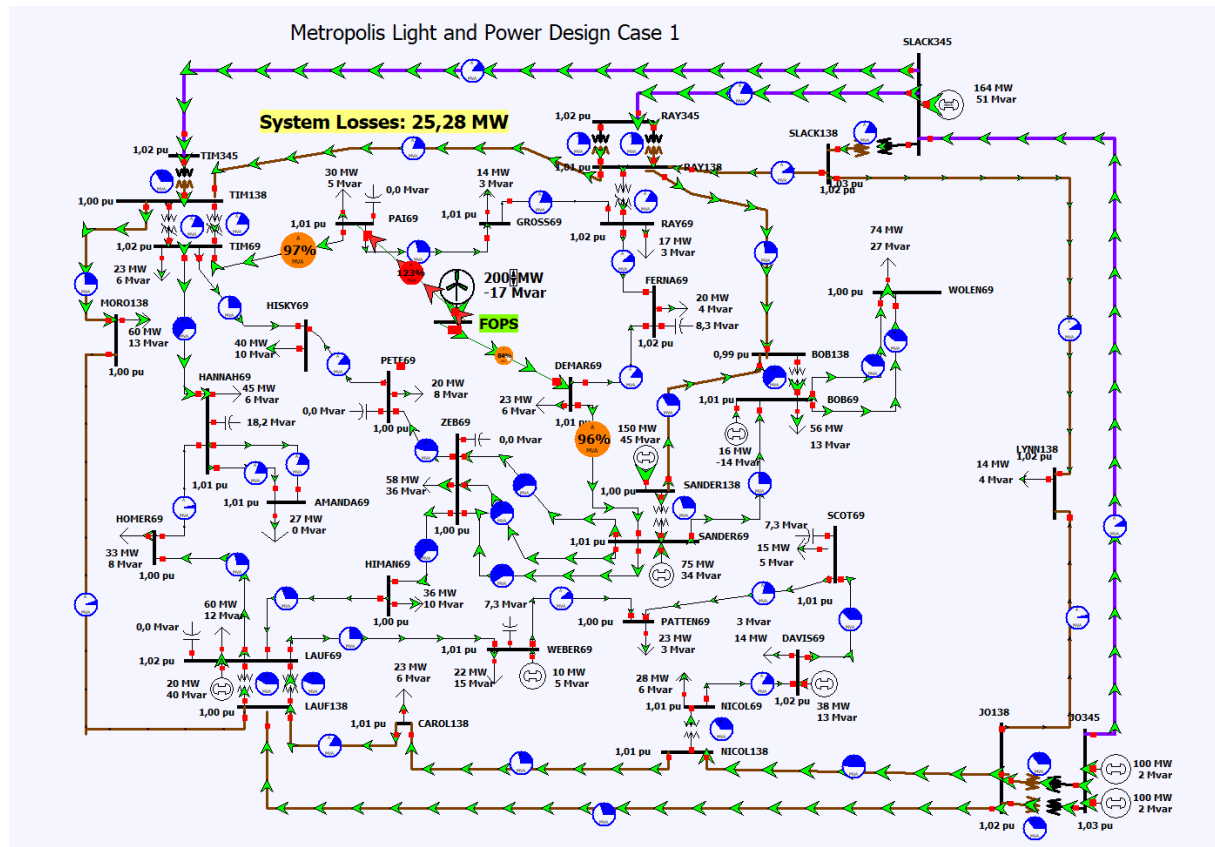 Metropolis Light and Power Design Case 1
SLACK345
164 MW
51 Mvar
System Losses: 25,28 MW
1,02 pu
RAY345
SLACK138
1,02 pu
TIM345
1,01 pu
RAY138
1,03 pu
1,02 pu
30 MW
5 Mvar
0,0 Mvar
14 MW
3 Mvar
1,00 pu
TIM138
1,01 pu
PAI69
1,01 pu
GROSS69
RAY69
1,02 pu
74 MW
27 Mvar
1,02 pu
TIM69
97%
MVA
17 MW
3 Mvar
23 MW
6 Mvar
123%
200 MW
-17 Mvar
FERNA69
20 MW
4 Mvar
8,3 Mvar
1,00 pu
WOLEN69
MORO138
60 MW
13 Mvar
HISKY69
FOPS
1,02 pu
40 MW
10 Mvar
1,00 pu
PETE69
84%
DEMAR69
0,99 pu
BOB138
HANNAH69
45 MW
6 Mvar
20 MW
8 Mvar
23 MW
6 Mvar
1,01 pu
BOB69
0,0 Mvar
1,00 pu
1,01 pu
18,2 Mvar
ZEB69
0,0 Mvar
96%
MVA
150 MW
45 Mvar
16 MW
-14 Mvar
56 MW
13 Mvar
LYNN138
1,02 pu
14 MW
4 Mvar
1,01 pu
58 MW
36 Mvar
1,00 pu
SANDER138
1,01 pu
AMANDA69
27 MW
0 Mvar
HOMER69
33 MW
8 Mvar
1,00 pu
1,00 pu
1,01 pu
SANDER69
7,3 Mvar
SCOT69
15 MW
5 Mvar
75 MW
34 Mvar
HIMAN69
36 MW
10 Mvar
1,00 pu
1,01 pu
60 MW
12 Mvar
7,3 Mvar
1,00 pu
PATTEN69
3 Mvar
0,0 Mvar
23 MW
3 Mvar
14 MW
DAVIS69
1,02 pu
LAUF69
1,01 pu
WEBER69
23 MW
6 Mvar
22 MW
15 Mvar
10 MW
5 Mvar
28 MW
6 Mvar
20 MW
40 Mvar
1,02 pu
38 MW
13 Mvar
1,00 pu
LAUF138
1,01 pu
CAROL138
1,01 pu
NICOL69
JO138
JO345
1,01 pu
NICOL138
100 MW
2 Mvar
100 MW
2 Mvar
1,02 pu
1,03 pu